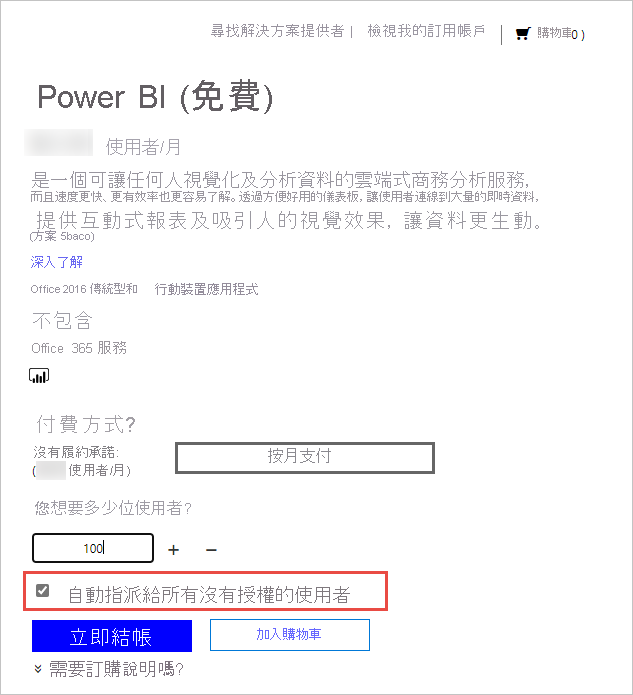 尋找解決方案提供者 | 檢視我的訂用帳戶 | 購物車0 )
Power BI (免費)
使用者/月
是一個可讓任何人視覺化及分析資料的雲端式商務分析服務,
而且速度更快、更有效率也更容易了解。透過方便好用的儀表板, 讓使用者連線到大量的即時資料,
提供互動式報表及吸引人的視覺效果, 讓資料更生動。
(方案 5baco)
深入了解
Office 2016 傳統型和 行動裝置應用程式
不包含
Office 365 服務
付費方式?
沒有履約承諾:
( 使用者/月)
按月支付
您想要多少位使用者?
100 + −
自動指派給所有沒有授權的使用者
立即結帳 加入購物車
需要訂購說明嗎?